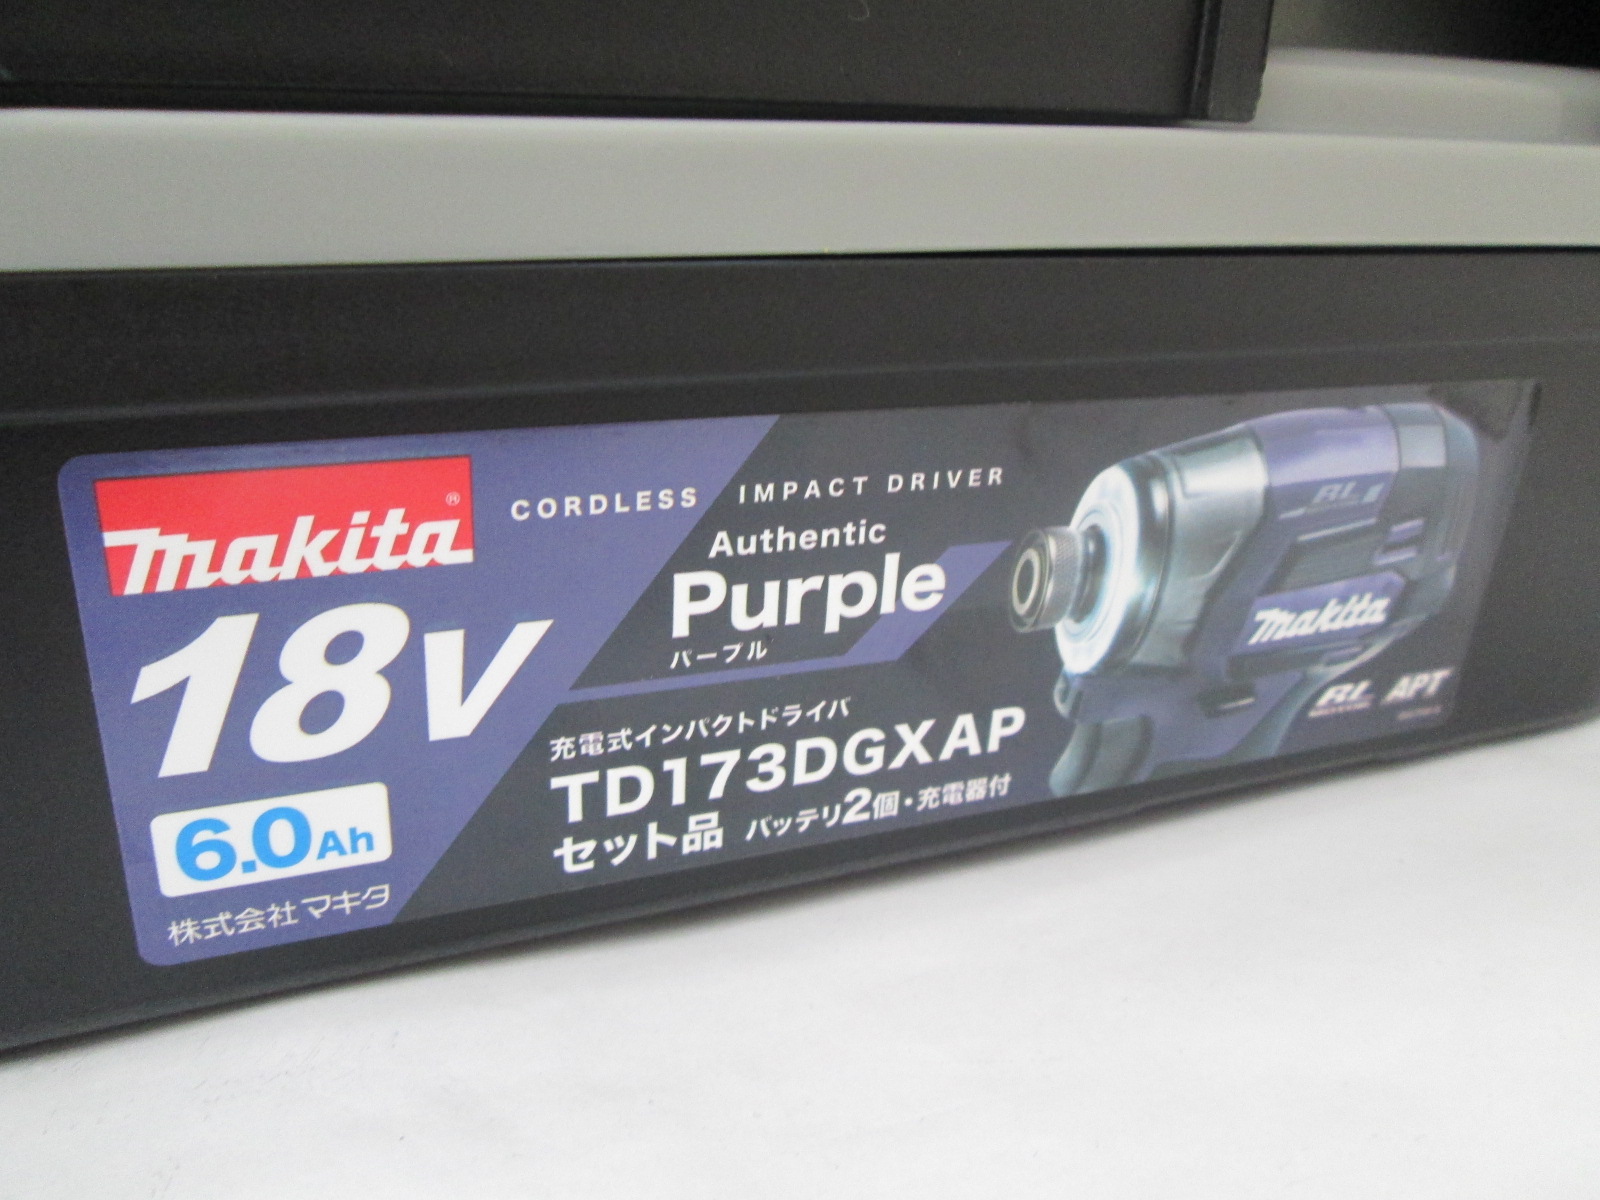 makita®
18V
6.0Ah
株式会社マキタ
CORDLESS IMPACT DRIVER
Authentic
Purple
パープル
充電式インパクトドライバ
TD173DGXAP
セット品 バッテリ2個・充電器付
BL
makita
BL APT